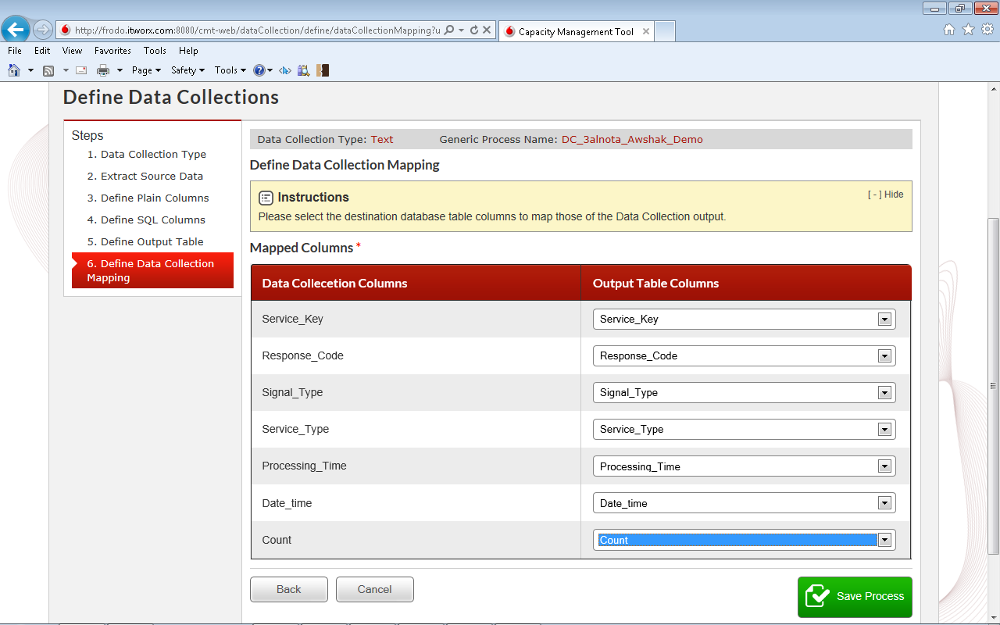 http://frodo.itworx.com:8080/cmt-web/dataCollection/define/dataCollectionMapping?u
Capacity Management Tool
File Edit View Favorites Tools Help
Page Safety Tools
Define Data Collections
Steps
1. Data Collection Type
2. Extract Source Data
3. Define Plain Columns
4. Define SQL Columns
5. Define Output Table
6. Define Data Collection
Mapping
Data Collection Type: Text Generic Process Name: DC_3alnota_Awshak_Demo
Define Data Collection Mapping
Instructions [ - ] Hide
Please select the destination database table columns to map those of the Data Collection output.
Mapped Columns *
Data Collecetion Columns Output Table Columns
Service_Key Service_Key
Response_Code Response_Code
Signal_Type Signal_Type
Service_Type Service_Type
Processing_Time Processing_Time
Date_time Date_time
Count Count
Back Cancel Save Process